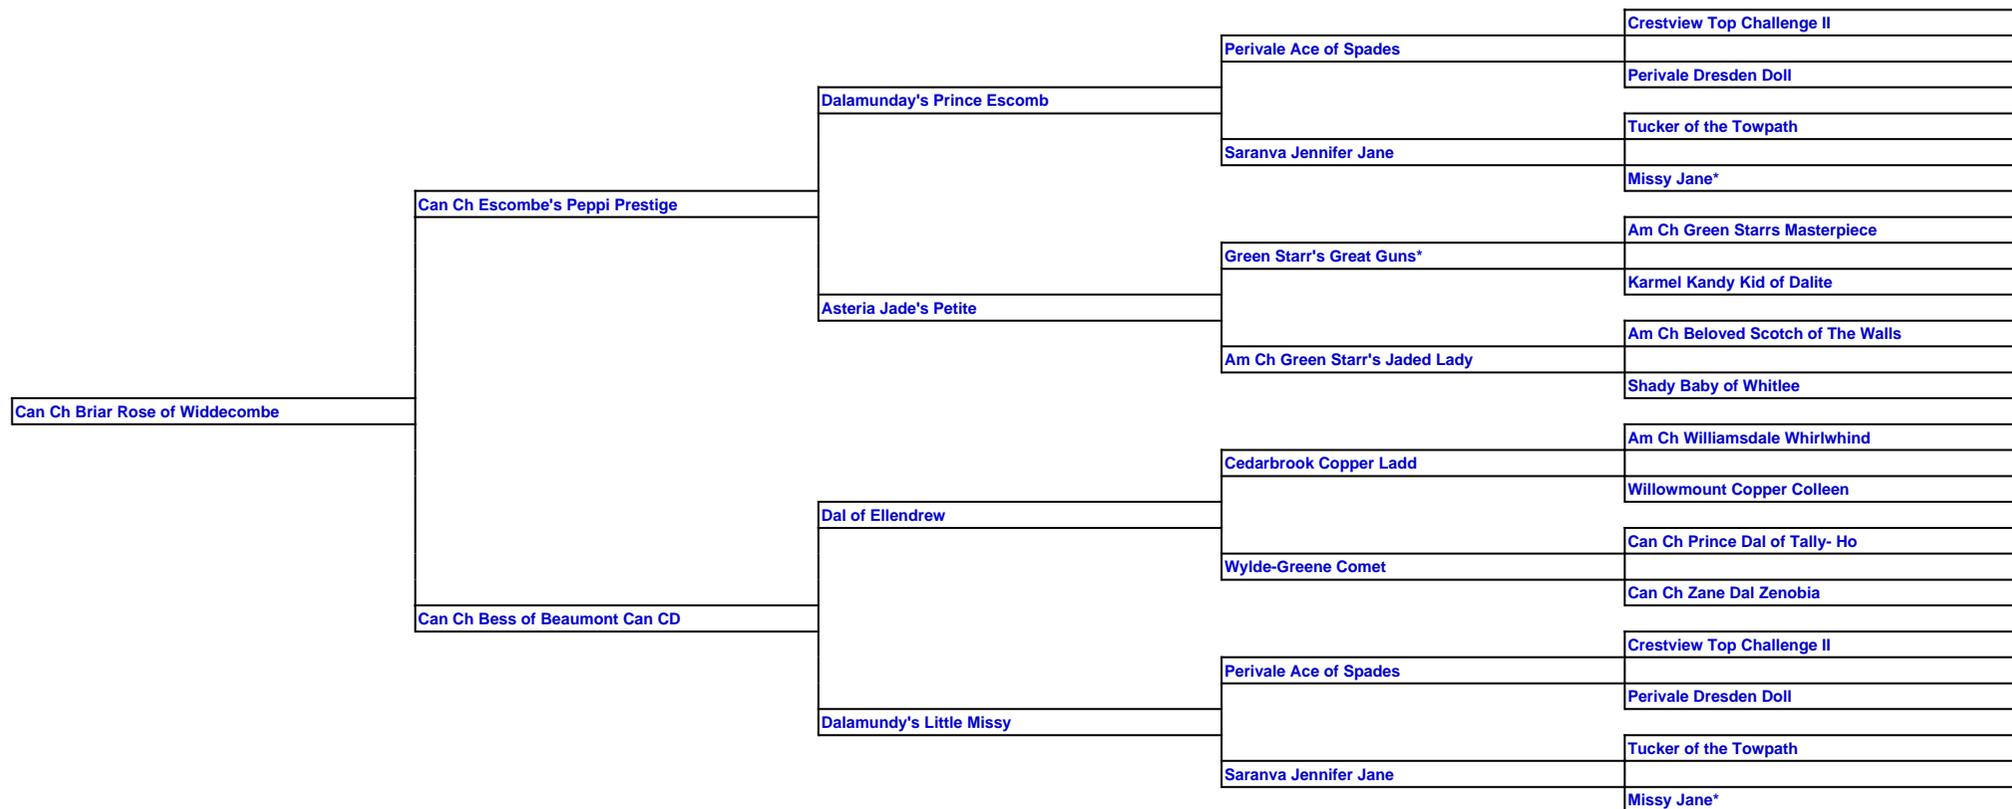 Crestview Top Challenge II
Perivale Ace of Spades
Perivale Dresden Doll
Dalamunday's Prince Escomb
Tucker of the Towpath
Saranva Jennifer Jane
Missy Jane*
Can Ch Escombe's Peppi Prestige
Am Ch Green Starrs Masterpiece
Green Starr's Great Guns*
Karmel Kandy Kid of Dalite
Asteria Jade's Petite
Am Ch Beloved Scotch of The Walls
Am Ch Green Starr's Jaded Lady
Shady Baby of Whitlee
Can Ch Briar Rose of Widdecombe
Am Ch Williamsdale Whirlwhind
Cedarbrook Copper Ladd
Willowmount Copper Colleen
Dal of Ellendrew
Can Ch Prince Dal of Tally- Ho
Wylde-Greene Comet
Can Ch Zane Dal Zenobia
Can Ch Bess of Beaumont Can CD
Crestview Top Challenge II
Perivale Ace of Spades
Perivale Dresden Doll
Dalamundy's Little Missy
Tucker of the Towpath
Saranva Jennifer Jane
Missy Jane*